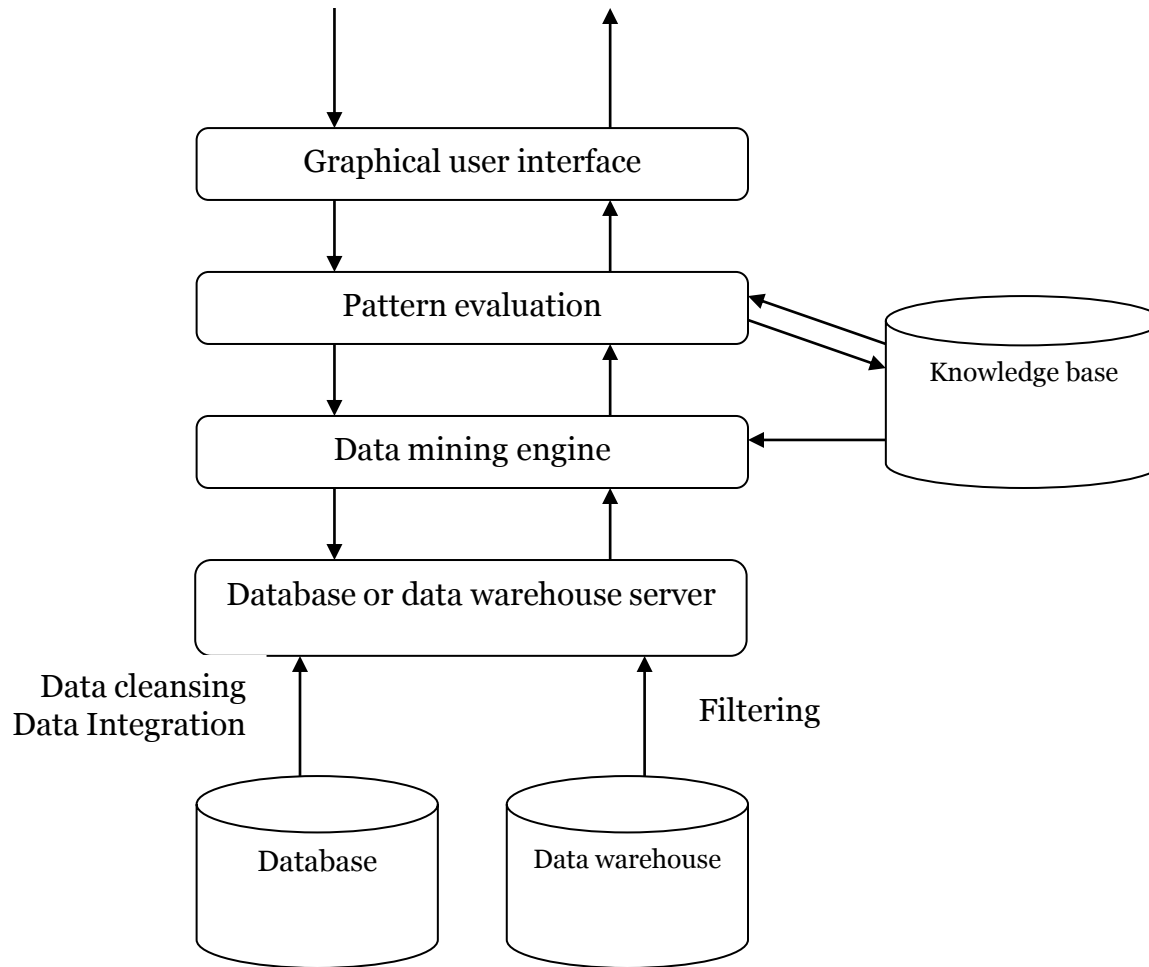 Graphical user interface
Pattern evaluation
Knowledge base
Data mining engine
Database or data warehouse server
Data cleansing
Data Integration
Filtering
Database
Data warehouse